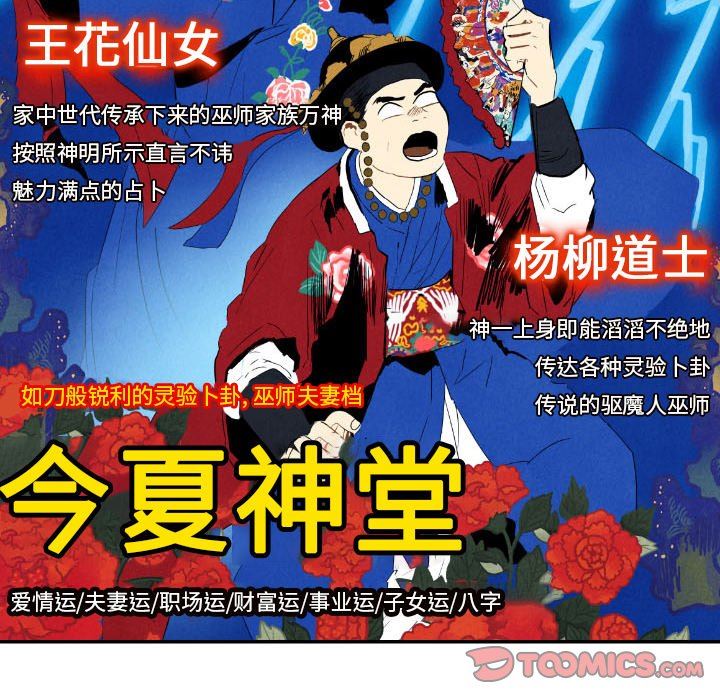 王花仙女
家中世代传承下来的巫师家族万神
按照神明所示直言不讳
魅力满点的占卜
杨柳道士
神一上身即能滔滔不绝地
传达各种灵验卜卦
传说的驱魔人巫师
如刀般锐利的灵验卜卦, 巫师夫妻档
今夏神堂
爱情运/夫妻运/职场运/财富运/事业运/子女运/八字
TOOMICS.COM